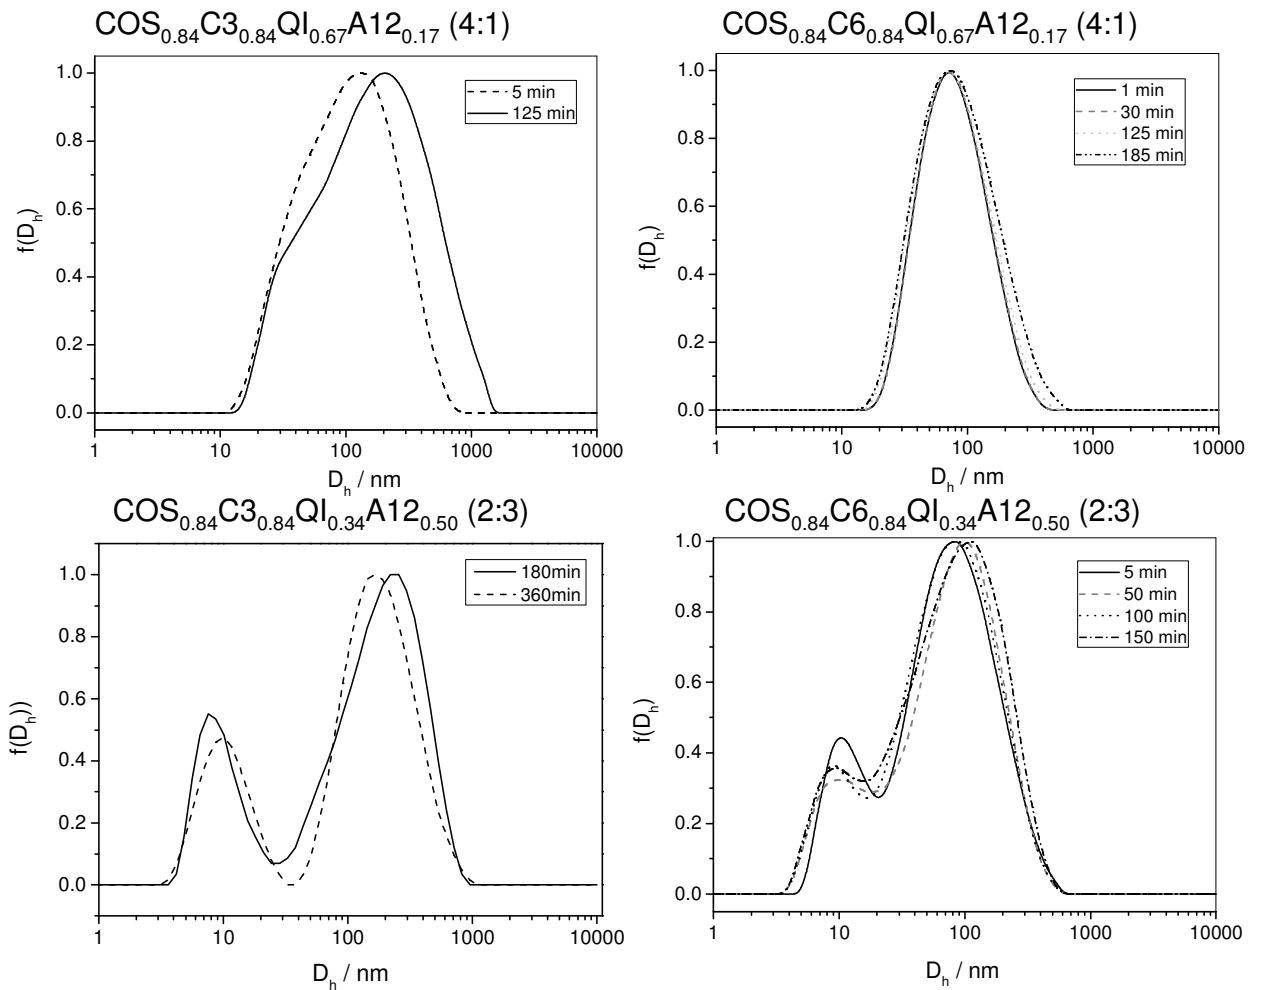 COS0.84C30.84QI0.67A120.17 (4:1)
1.0
0.8
0.6
0.4
0.2
0.0
f(Dh)
5 min
125 min
1 10 100 1000 10000
Dh / nm
COS0.84C60.84QI0.67A120.17 (4:1)
1.0
0.8
0.6
0.4
0.2
0.0
f(Dh)
1 min
30 min
125 min
185 min
1 10 100 1000 10000
Dh / nm
COS0.84C30.84QI0.34A120.50 (2:3)
1.0
0.8
0.6
0.4
0.2
0.0
f(Dh))
180min
360min
1 10 100 1000 10000
Dh / nm
COS0.84C60.84QI0.34A120.50 (2:3)
1.0
0.8
0.6
0.4
0.2
0.0
f(Dh)
5 min
50 min
100 min
150 min
1 10 100 1000 10000
Dh / nm